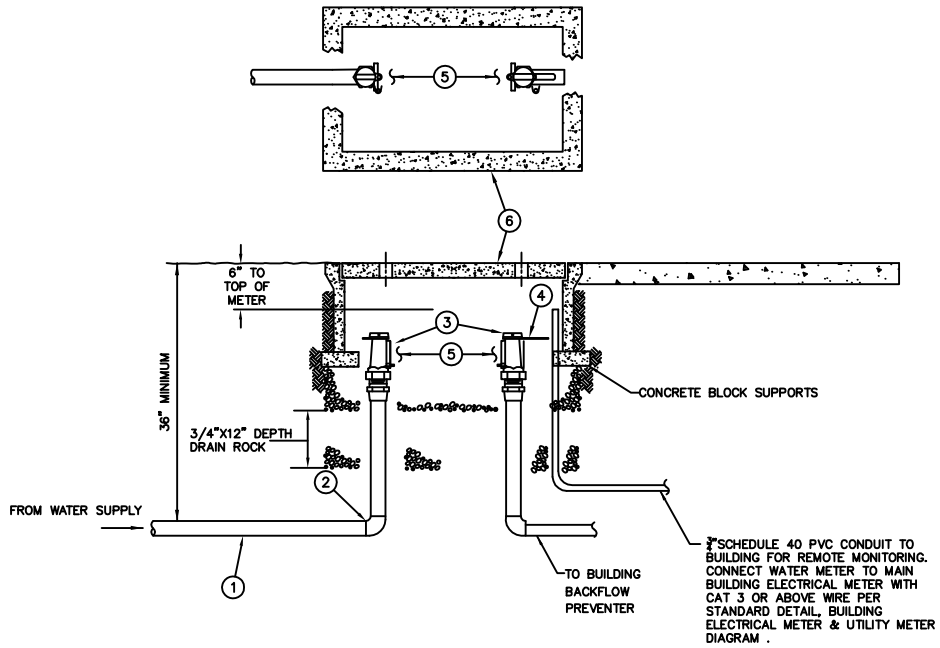 5
6
6" TO
TOP OF
METER
4
3
5
36" MINIMUM
CONCRETE BLOCK SUPPORTS
3/4"X12" DEPTH
DRAIN ROCK
2
FROM WATER SUPPLY
1
TO BUILDING
BACKFLOW
PREVENTER
3/4" SCHEDULE 40 PVC CONDUIT TO
BUILDING FOR REMOTE MONITORING.
CONNECT WATER METER TO MAIN
BUILDING ELECTRICAL METER WITH
CAT 3 OR ABOVE WIRE PER
STANDARD DETAIL, BUILDING
ELECTRICAL METER & UTILITY METER
DIAGRAM .